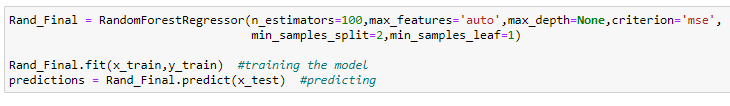 Rand_Final = RandomForestRegressor(n_estimators=100,max_features='auto',max_depth=None,criterion='mse',
min_samples_split=2,min_samples_leaf=1)
Rand_Final.fit(x_train,y_train)  #training the model
predictions = Rand_Final.predict(x_test)  #predicting